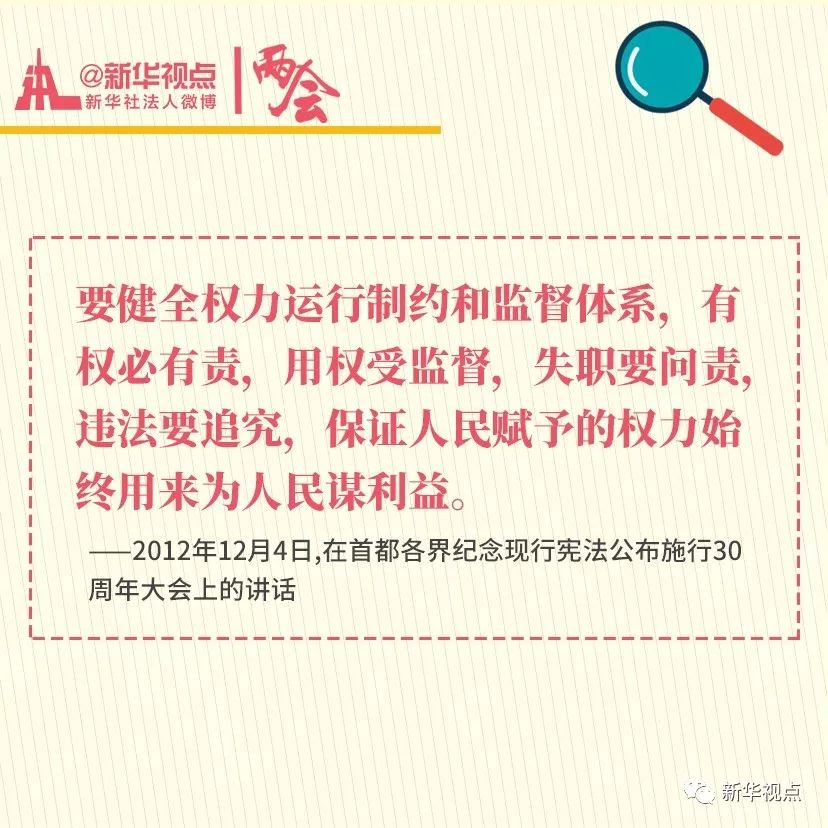 @新华视点
新华社法人微博
两会
要健全权力运行制约和监督体系，有
权必有责，用权受监督，失职要问责，
违法要追究，保证人民赋予的权力始
终用来为人民谋利益。
——2012年12月4日,在首都各界纪念现行宪法公布施行30
周年大会上的讲话
新华视点